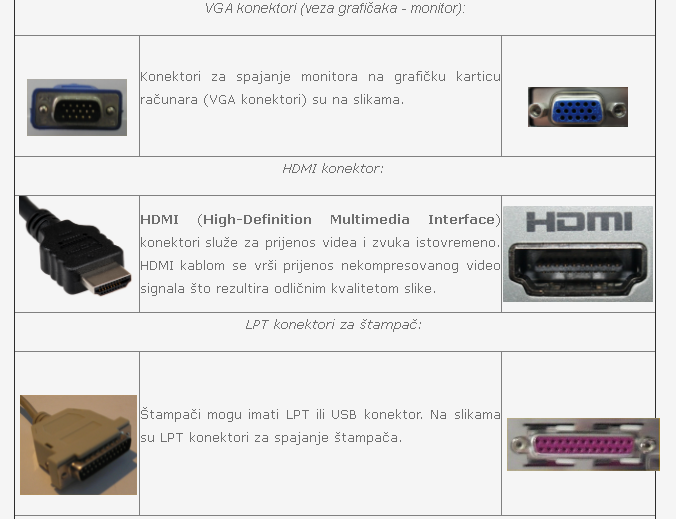 VGA konektori (veza grafičaka - monitor):
Konektori za spajanje monitora na grafičku karticu
računara (VGA konektori) su na slikama.
HDMI konektor:
HDMI (High-Definition Multimedia Interface)
konektori služe za prijenos videa i zvuka istovremeno.
HDMI kablom se vrši prijenos nekompresovanog video
signala što rezultira odličnim kvalitetom slike.
HDMI
LPT konektori za štampač:
Štampači mogu imati LPT ili USB konektor. Na slikama
su LPT konektori za spajanje štampača.